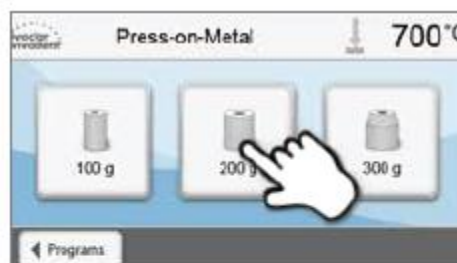 ivoclar
vivadent
Press-on-Metal
700°C
100 g
200 g
300 g
Programs